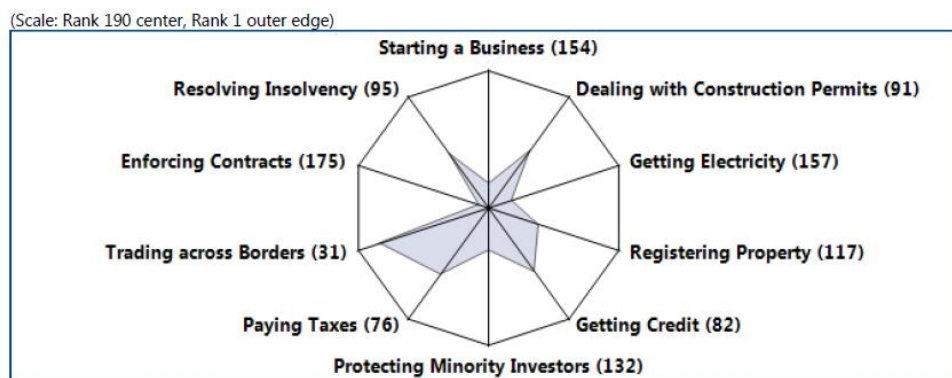 (Scale: Rank 190 center, Rank 1 outer edge)
Starting a Business (154)
Resolving Insolvency (95)
Dealing with Construction Permits (91)
Enforcing Contracts (175)
Getting Electricity (157)
Trading across Borders (31)
Registering Property (117)
Paying Taxes (76)
Getting Credit (82)
Protecting Minority Investors (132)